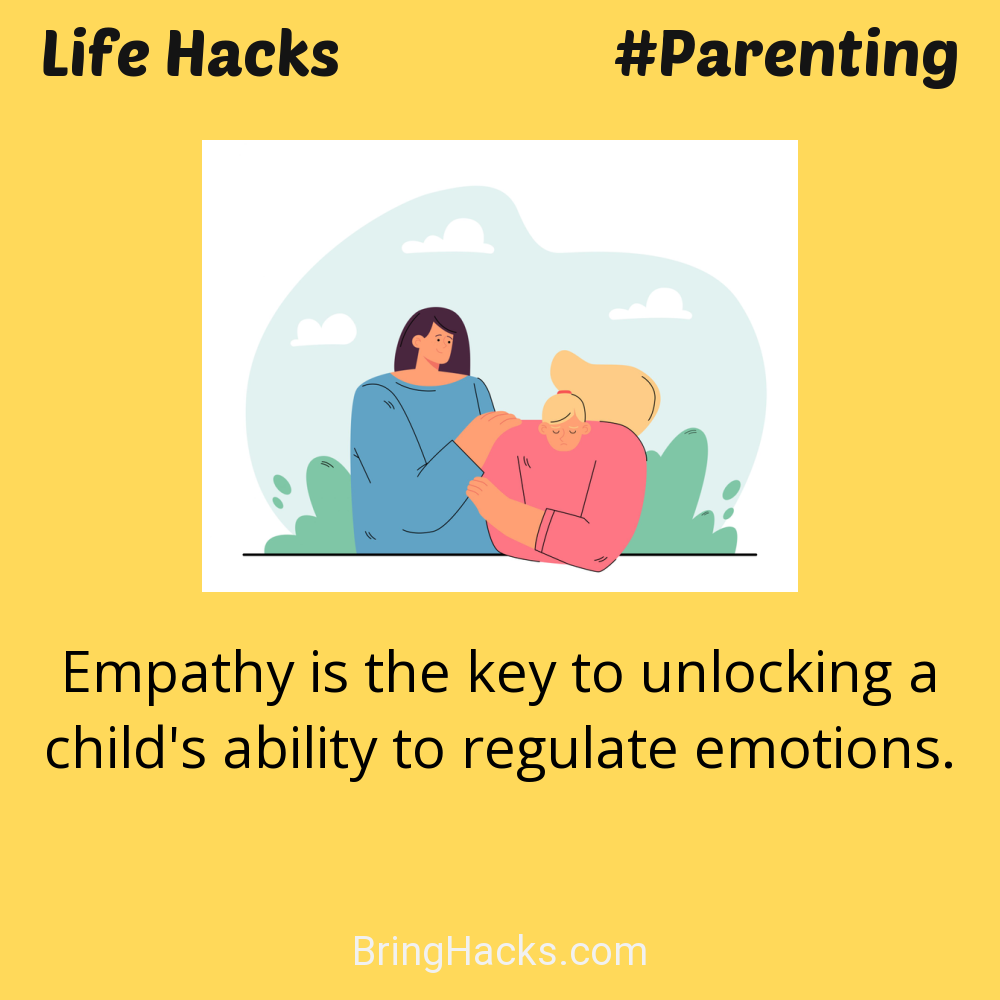 Life Hacks
#Parenting
Empathy is the key to unlocking a
child's ability to regulate emotions.
BringHacks.com